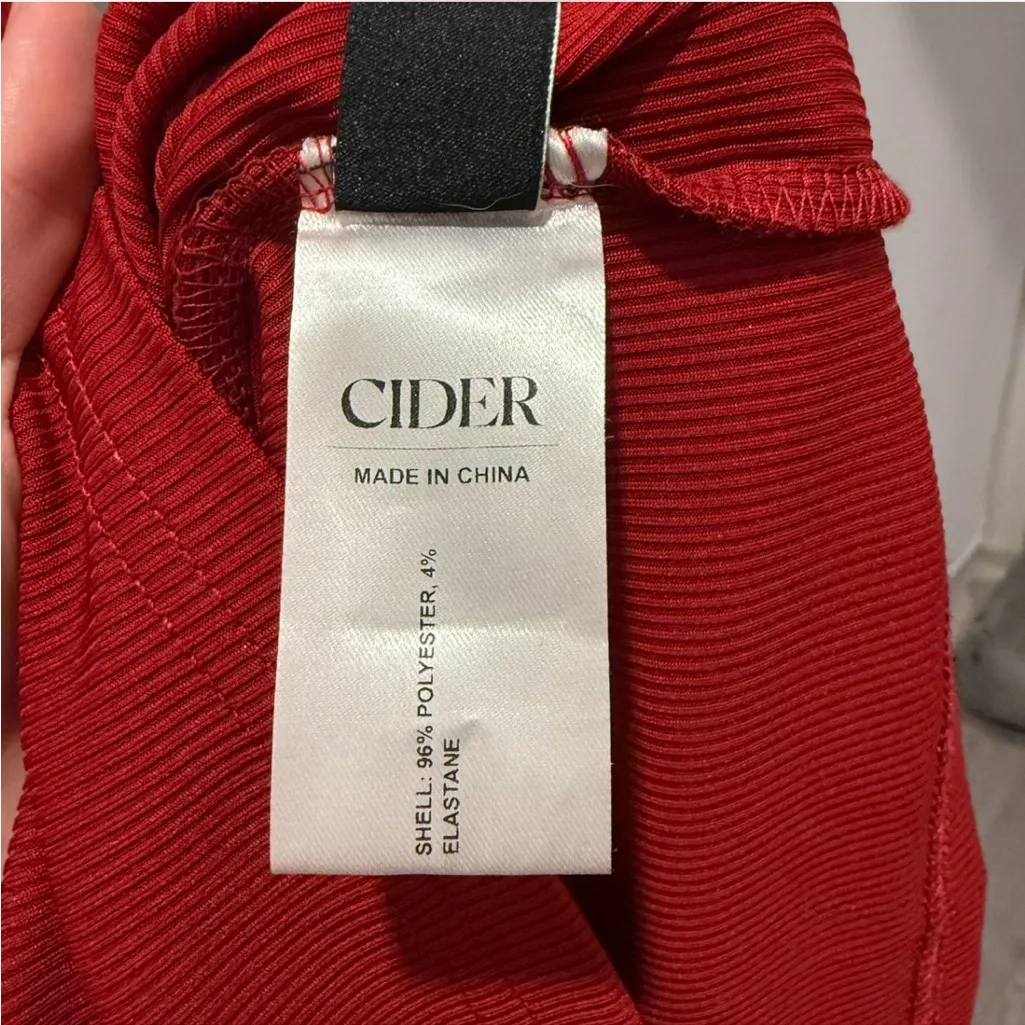 CIDER
MADE IN CHINA
SHELL: 96% POLYESTER, 4%
ELASTANE